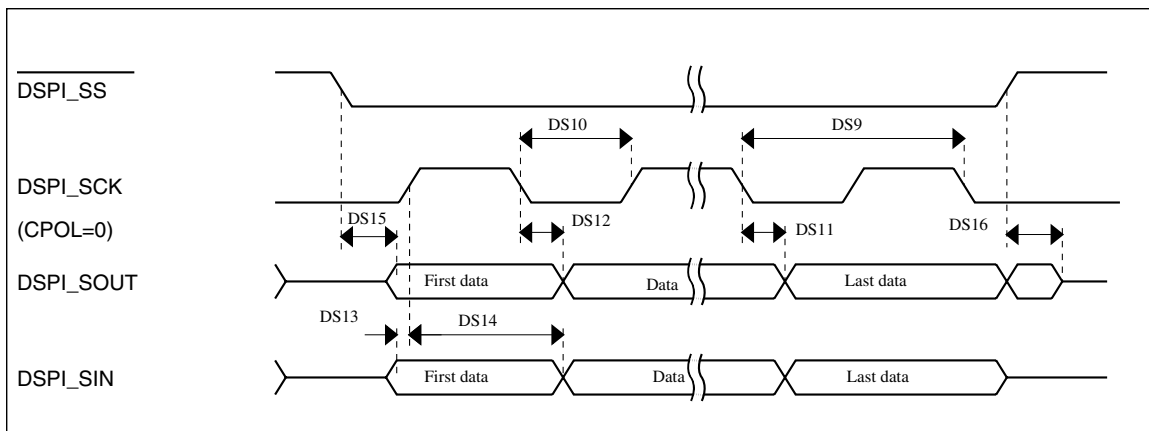 DSPI_SS
DS10
DS9
DSPI_SCK
(CPOL=0)
DS15
DS12
DS11
DS16
DSPI_SOUT
First data
Data
Last data
DS13
DS14
DSPI_SIN
First data
Data
Last data